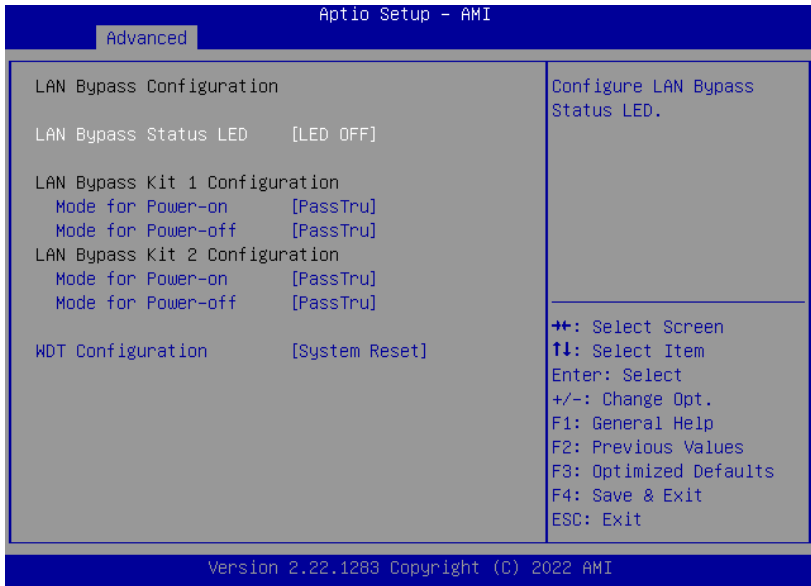 Aptio Setup – AMI
Advanced
LAN Bypass Configuration
LAN Bypass Status LED [LED OFF]
LAN Bypass Kit 1 Configuration
Mode for Power-on [PassTru]
Mode for Power-off [PassTru]
LAN Bypass Kit 2 Configuration
Mode for Power-on [PassTru]
Mode for Power-off [PassTru]
WDT Configuration [System Reset]
Configure LAN Bypass
Status LED.
→←: Select Screen
↑↓: Select Item
Enter: Select
+/-: Change Opt.
F1: General Help
F2: Previous Values
F3: Optimized Defaults
F4: Save & Exit
ESC: Exit
Version 2.22.1283 Copyright (C) 2022 AMI